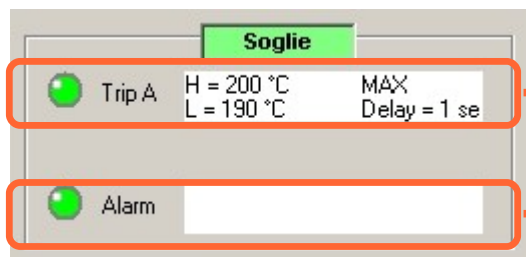 Soglie
Trip A H = 200 °C MAX
L = 190 °C Delay = 1 se
Alarm